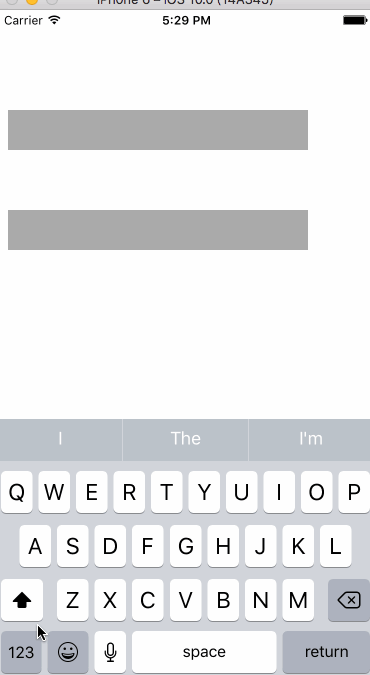 iPhone 6 – iOS 10.0 (14A345)
Carrier 5:29 PM
I The I'm
Q W E R T Y U I O P
A S D F G H J K L
Z X C V B N M
123 space return